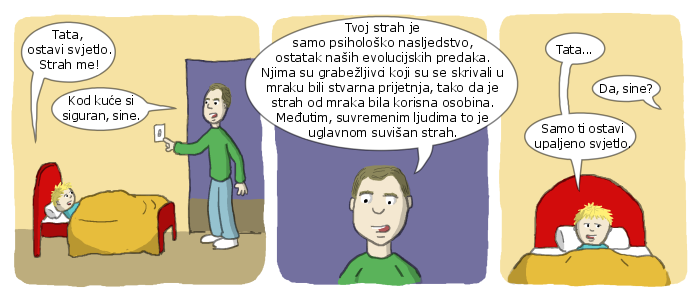 Tata,
ostavi svjetlo.
Strah me!
Kod kuće si
siguran, sine.
Tvoj strah je
samo psihološko nasljedstvo,
ostatak naših evolucijskih predaka.
Njima su grabežljivci koji su se skrivali u
mraku bili stvarna prijetnja, tako da je
strah od mraka bila korisna osobina.
Međutim, suvremenim ljudima to je
uglavnom suvišan strah.
Tata...
Da, sine?
Samo ti ostavi
upaljeno svjetlo.